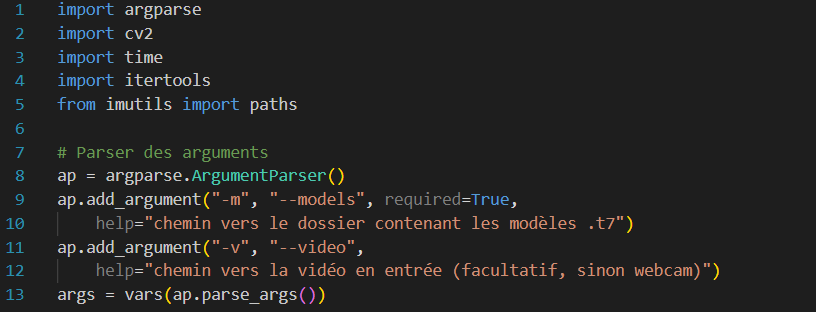 1 import argparse
2 import cv2
3 import time
4 import itertools
5 from imutils import paths
6
7 # Parser des arguments
8 ap = argparse.ArgumentParser()
9 ap.add_argument("-m", "--models", required=True,
10     help="chemin vers le dossier contenant les modèles .t7")
11 ap.add_argument("-v", "--video",
12     help="chemin vers la vidéo en entrée (facultatif, sinon webcam)")
13 args = vars(ap.parse_args())